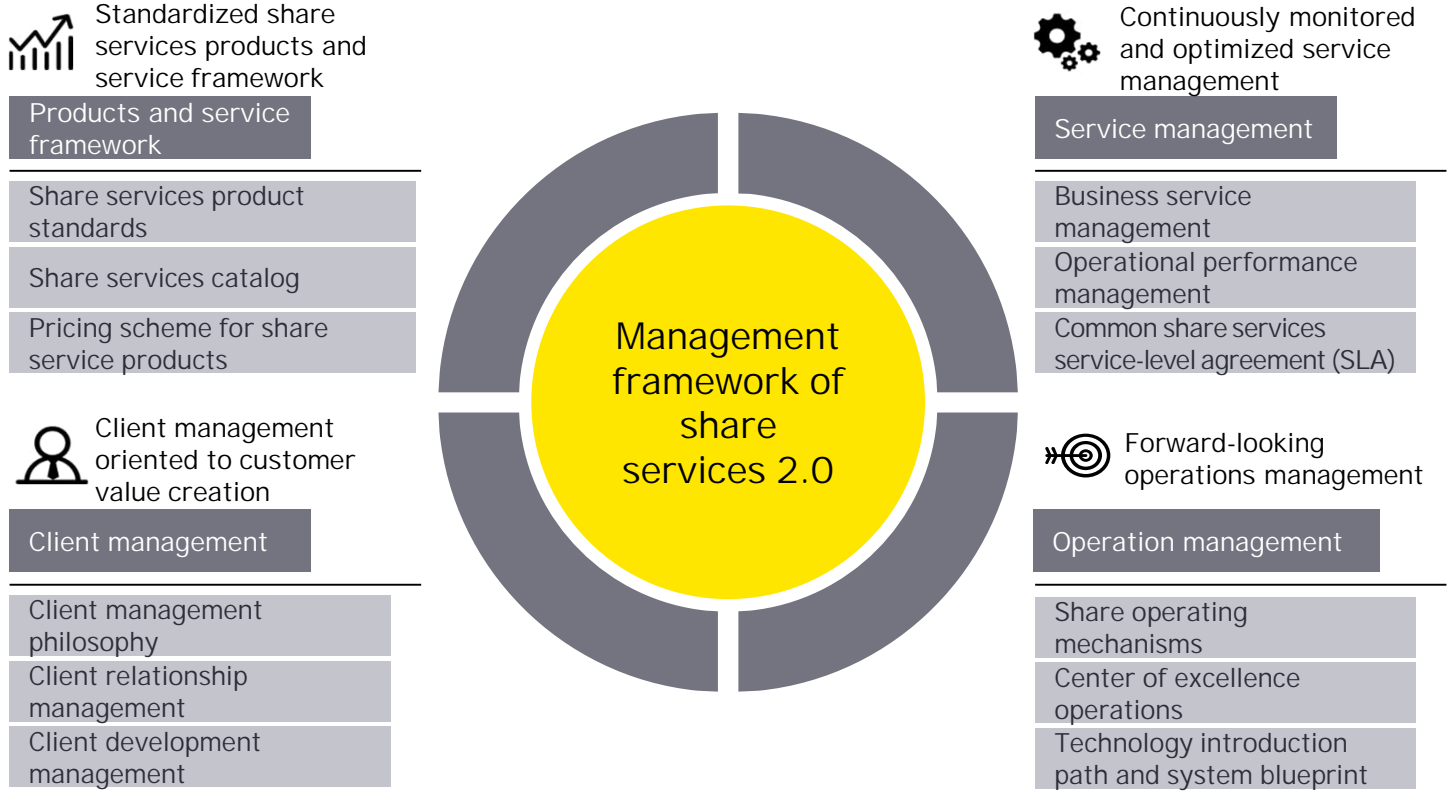 Standardized share
services products and
service framework
Products and service
framework
Share services product
standards
Share services catalog
Pricing scheme for share
service products
Client management
oriented to customer
value creation
Client management
Client management
philosophy
Client relationship
management
Client development
management
Management
framework of
share
services 2.0
Continuously monitored
and optimized service
management
Service management
Business service
management
Operational performance
management
Common share services
service-level agreement (SLA)
Forward-looking
operations management
Operation management
Share operating
mechanisms
Center of excellence
operations
Technology introduction
path and system blueprint